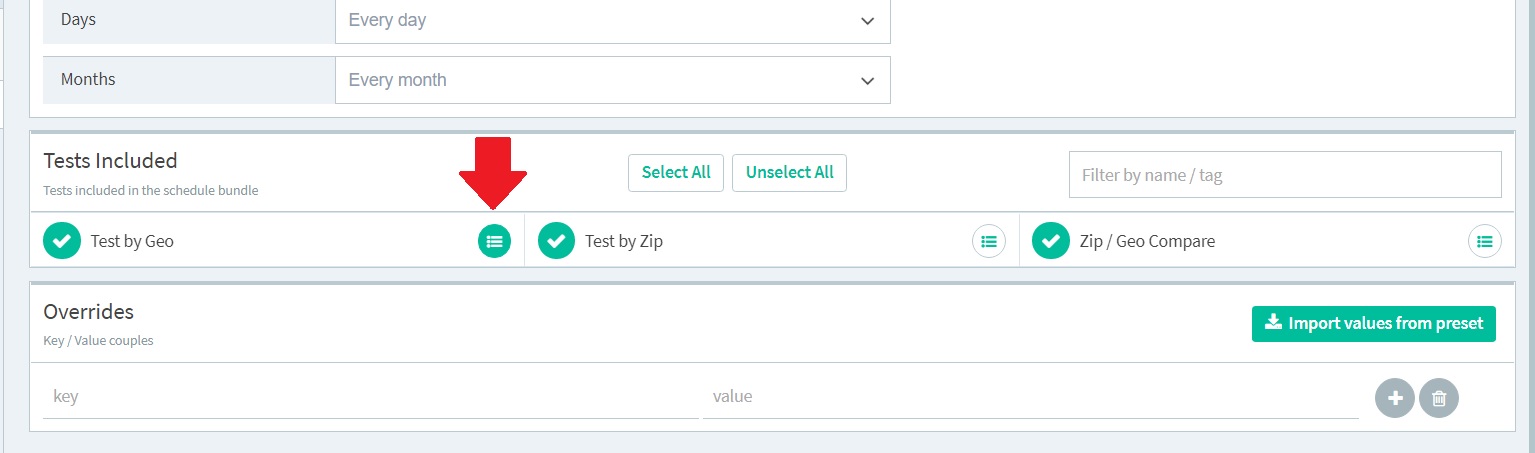 Days
Every day
Months
Every month
Tests Included
Tests included in the schedule bundle
Select All
Unselect All
Filter by name / tag
Test by Geo
Test by Zip
Zip / Geo Compare
Overrides
Key / Value couples
Import values from preset
key
value